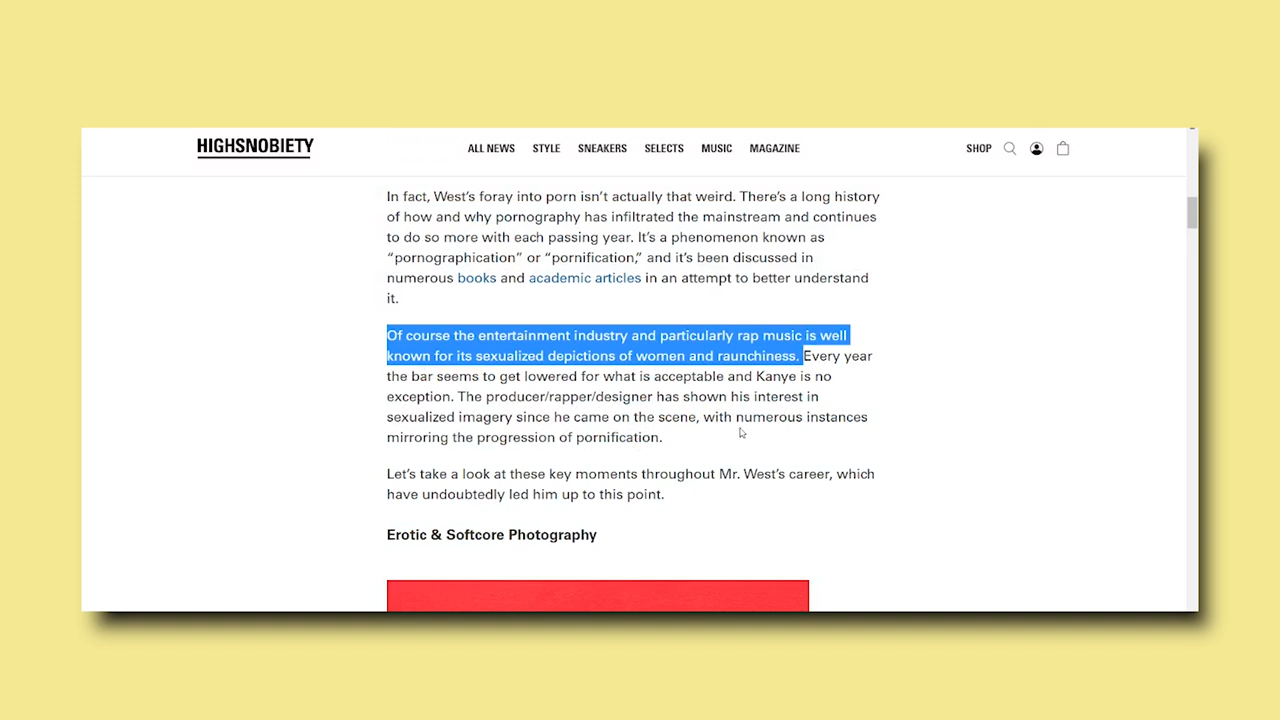 HIGHSNOBIETY
ALL NEWS STYLE SNEAKERS SELECTS MUSIC MAGAZINE
SHOP
In fact, West’s foray into porn isn’t actually that weird. There’s a long history
of how and why pornography has infiltrated the mainstream and continues
to do so more with each passing year. It’s a phenomenon known as
“pornographication” or “pornification,” and it’s been discussed in
numerous books and academic articles in an attempt to better understand
it.
Of course the entertainment industry and particularly rap music is well
known for its sexualized depictions of women and raunchiness. Every year
the bar seems to get lowered for what is acceptable and Kanye is no
exception. The producer/rapper/designer has shown his interest in
sexualized imagery since he came on the scene, with numerous instances
mirroring the progression of pornification.
Let’s take a look at these key moments throughout Mr. West’s career, which
have undoubtedly led him up to this point.
Erotic & Softcore Photography